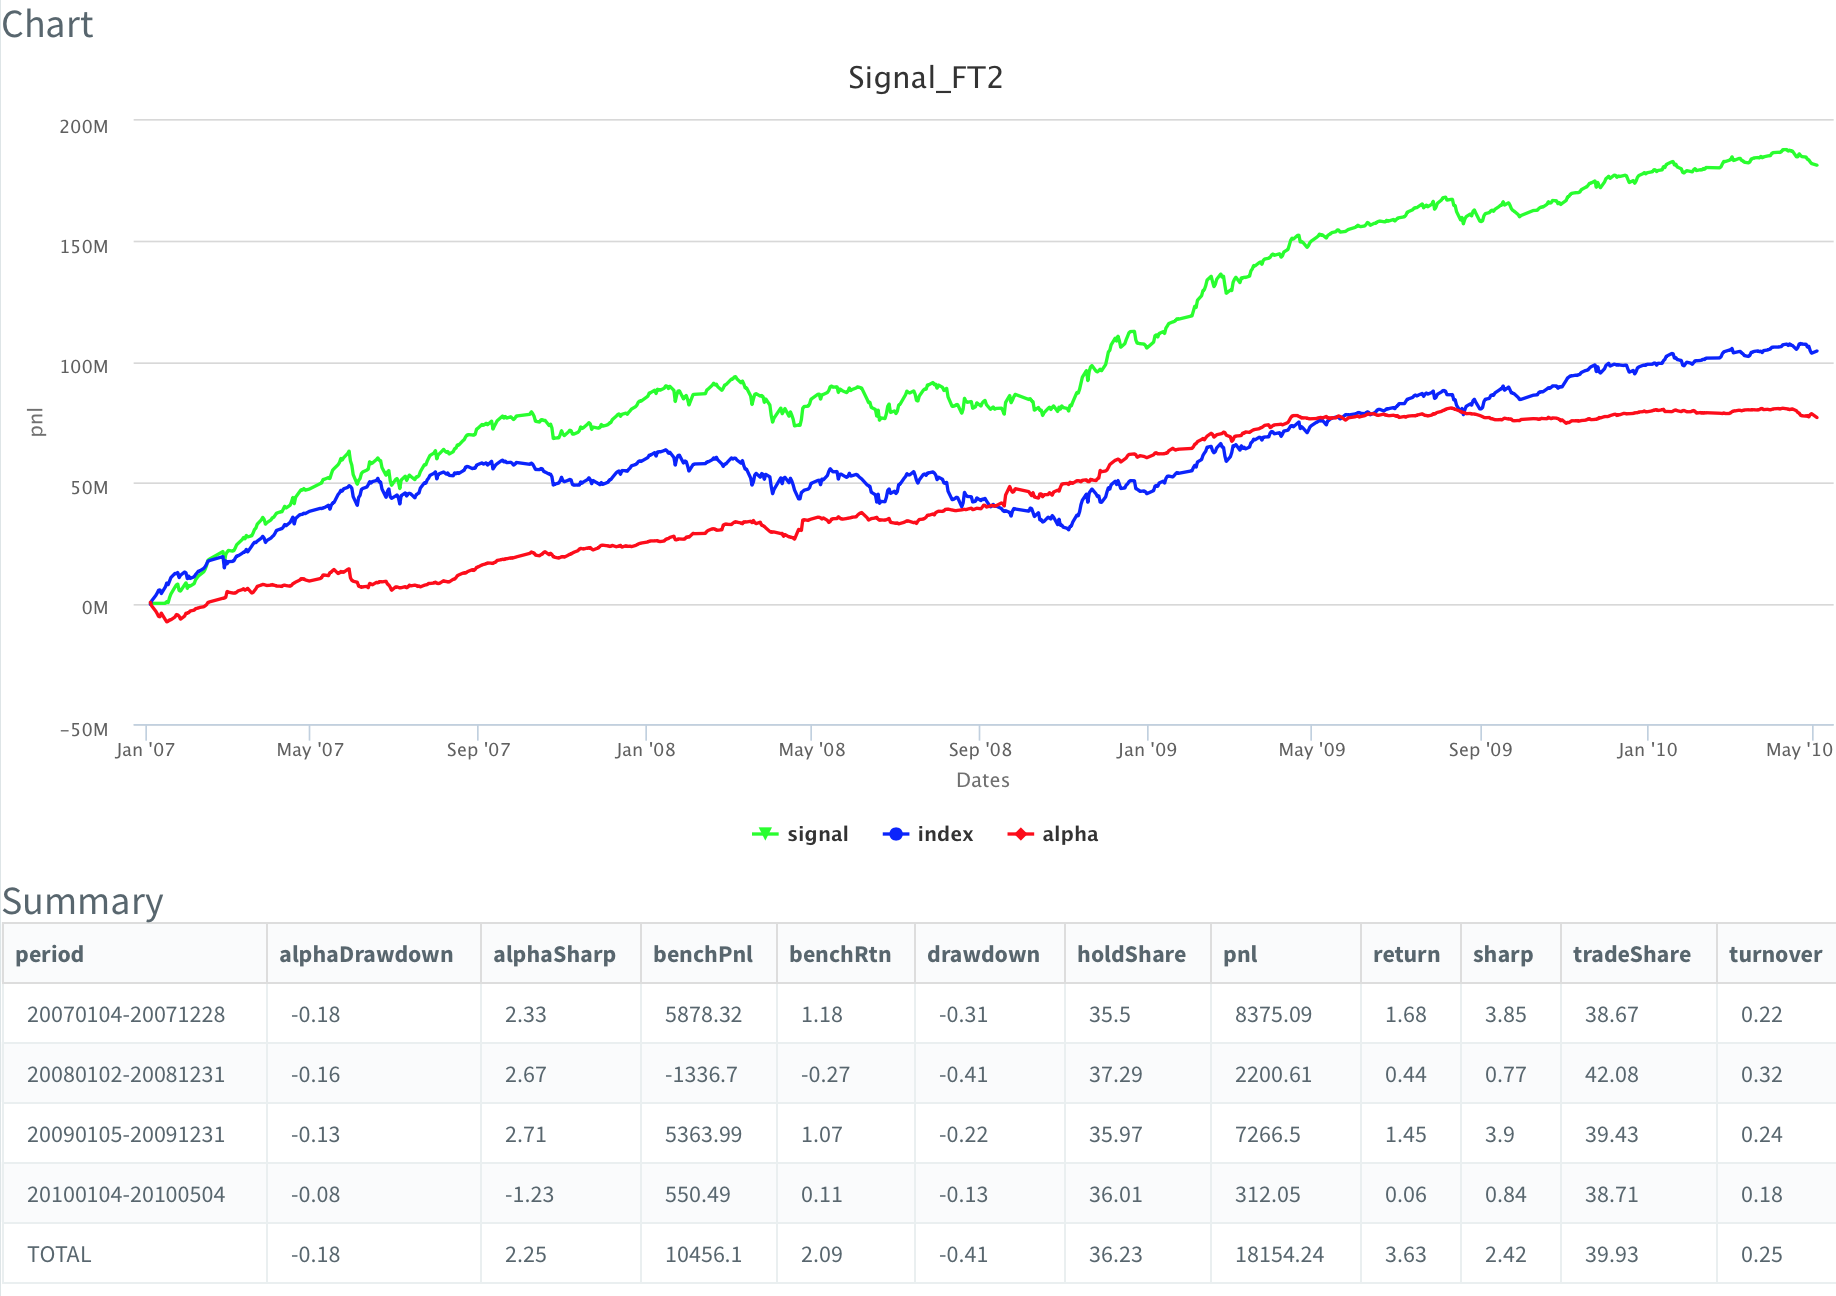 Chart
Signal_FT2
200M
150M
100M
50M
0M
−50M
pnl
Jan '07 May '07 Sep '07 Jan '08 May '08 Sep '08 Jan '09 May '09 Sep '09 Jan '10 May '10
Dates
signal index alpha
Summary
period alphaDrawdown alphaSharp benchPnl benchRtn drawdown holdShare pnl return sharp tradeShare turnover
20070104-20071228 -0.18 2.33 5878.32 1.18 -0.31 35.5 8375.09 1.68 3.85 38.67 0.22
20080102-20081231 -0.16 2.67 -1336.7 -0.27 -0.41 37.29 2200.61 0.44 0.77 42.08 0.32
20090105-20091231 -0.13 2.71 5363.99 1.07 -0.22 35.97 7266.5 1.45 3.9 39.43 0.24
20100104-20100504 -0.08 -1.23 550.49 0.11 -0.13 36.01 312.05 0.06 0.84 38.71 0.18
TOTAL -0.18 2.25 10456.1 2.09 -0.41 36.23 18154.24 3.63 2.42 39.93 0.25